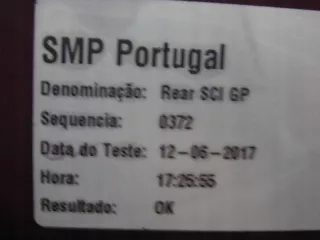 SMP Portugal
Denominação: Rear SCI GP
Sequencia: 0372
Data do Teste: 12-06-2017
Hora: 17:25:55
Resultado: OK